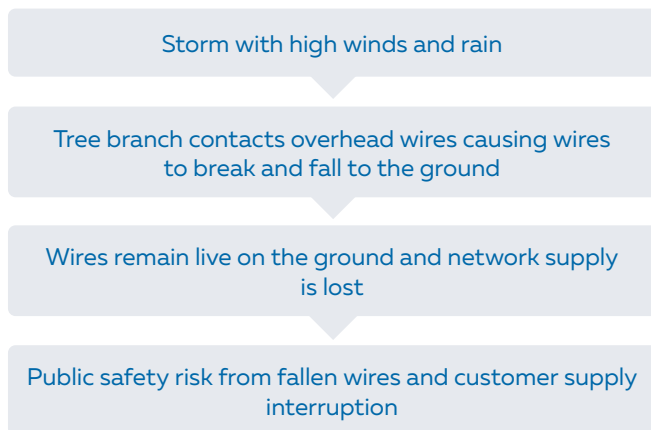 Storm with high winds and rain
Tree branch contacts overhead wires causing wires
to break and fall to the ground
Wires remain live on the ground and network supply
is lost
Public safety risk from fallen wires and customer supply
interruption